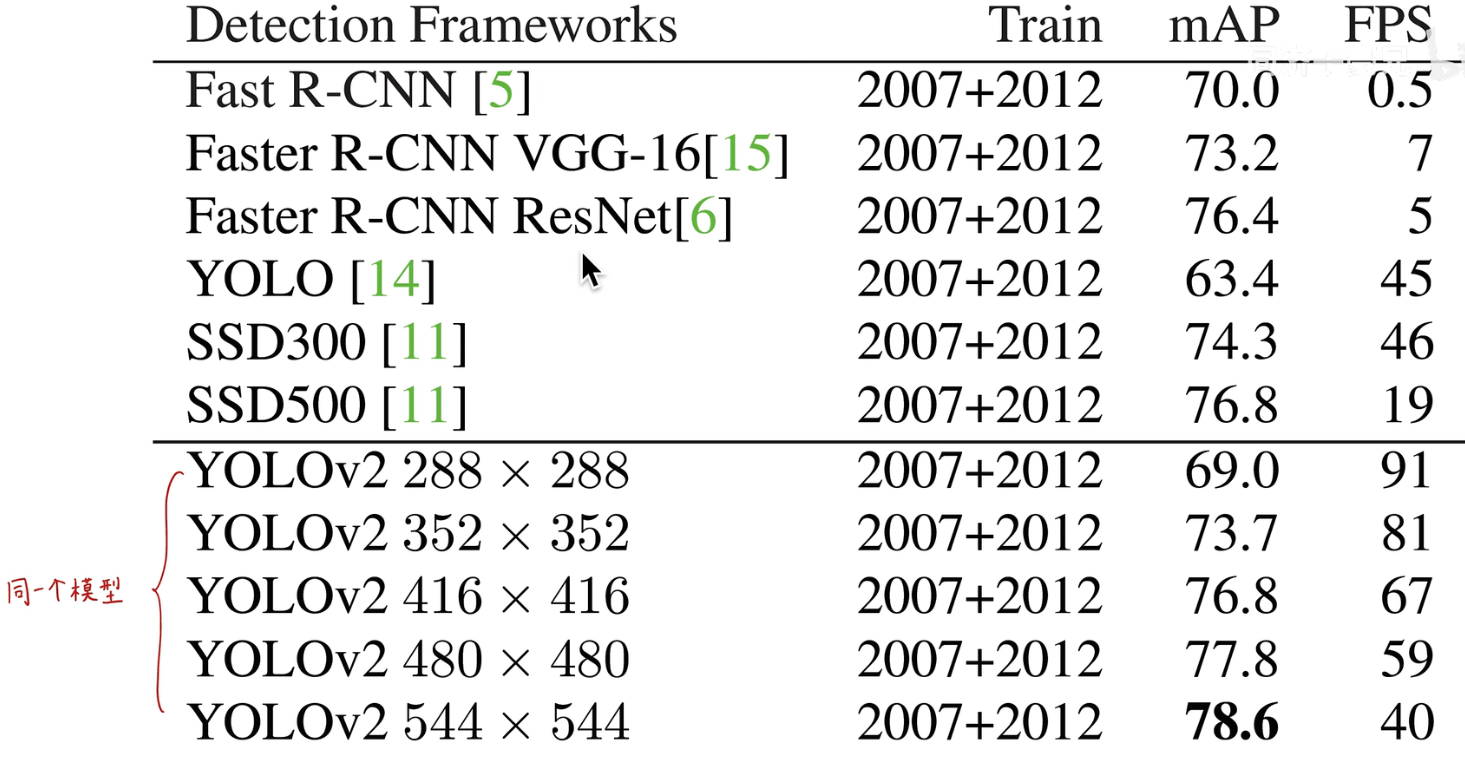 Detection Frameworks Train mAP FPS
Fast R-CNN [5] 2007+2012 70.0 0.5
Faster R-CNN VGG-16[15] 2007+2012 73.2 7
Faster R-CNN ResNet[6] 2007+2012 76.4 5
YOLO [14] 2007+2012 63.4 45
SSD300 [11] 2007+2012 74.3 46
SSD500 [11] 2007+2012 76.8 19
YOLOv2 288 × 288 2007+2012 69.0 91
YOLOv2 352 × 352 2007+2012 73.7 81
同一个模型
YOLOv2 416 × 416 2007+2012 76.8 67
YOLOv2 480 × 480 2007+2012 77.8 59
YOLOv2 544 × 544 2007+2012 78.6 40